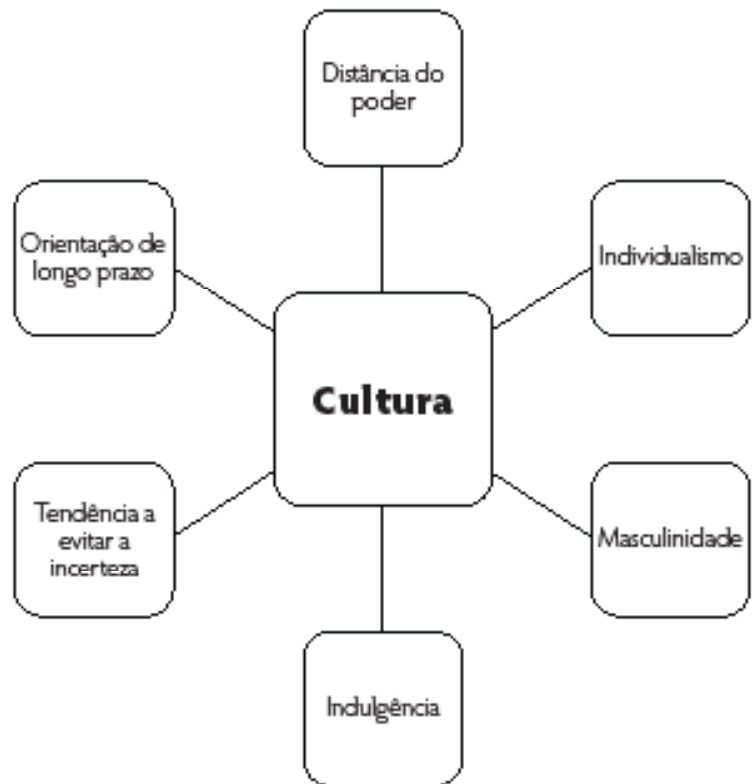 Distância do
poder
Orientação de
longo prazo
Individualismo
Cultura
Tendência a
evitar a
incerteza
Masculinidade
Indulgência